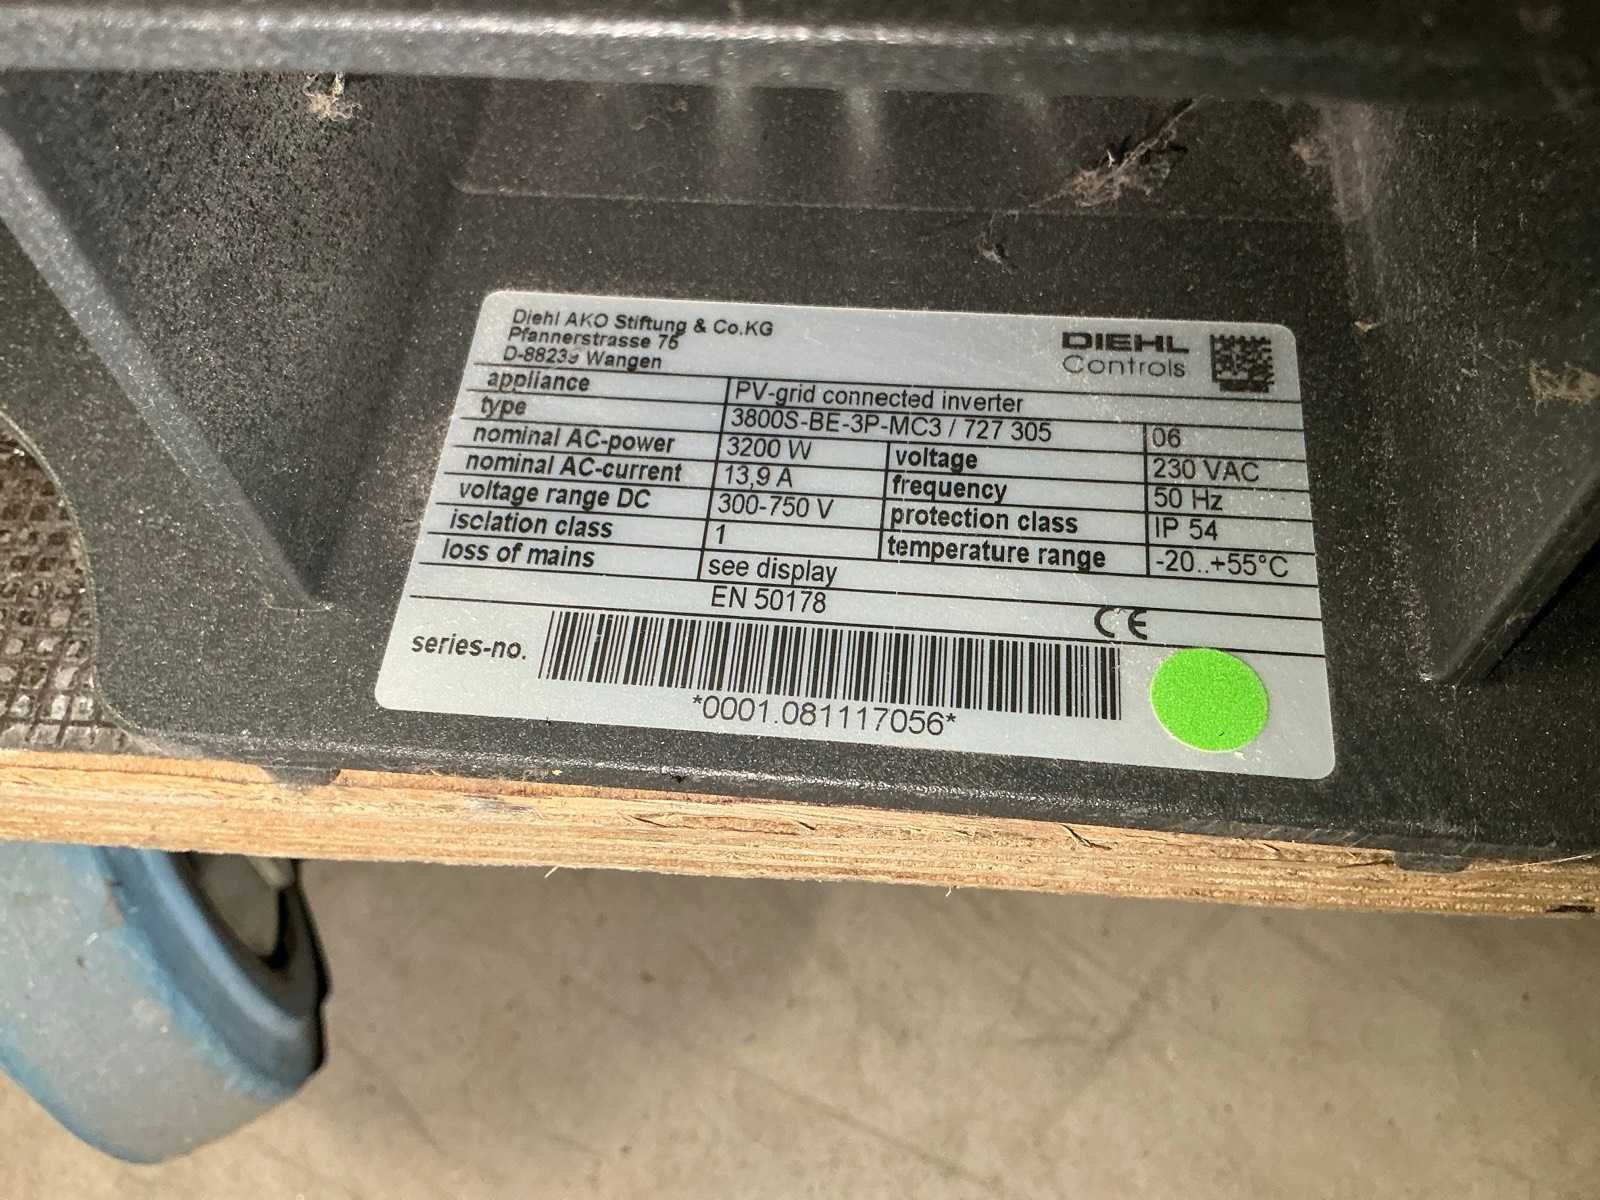 Diehl AKO Stiftung & Co.KG
Pfannerstrasse 75
D-88239 Wangen
DIEHL
Controls
appliance PV-grid connected inverter
type 3800S-BE-3P-MC3 / 727 305 06
nominal AC-power 3200 W voltage 230 VAC
nominal AC-current 13,9 A frequency 50 Hz
voltage range DC 300-750 V protection class IP 54
isolation class 1 temperature range -20..+55°C
loss of mains see display
EN 50178 CE
series-no.
*0001.081117056*